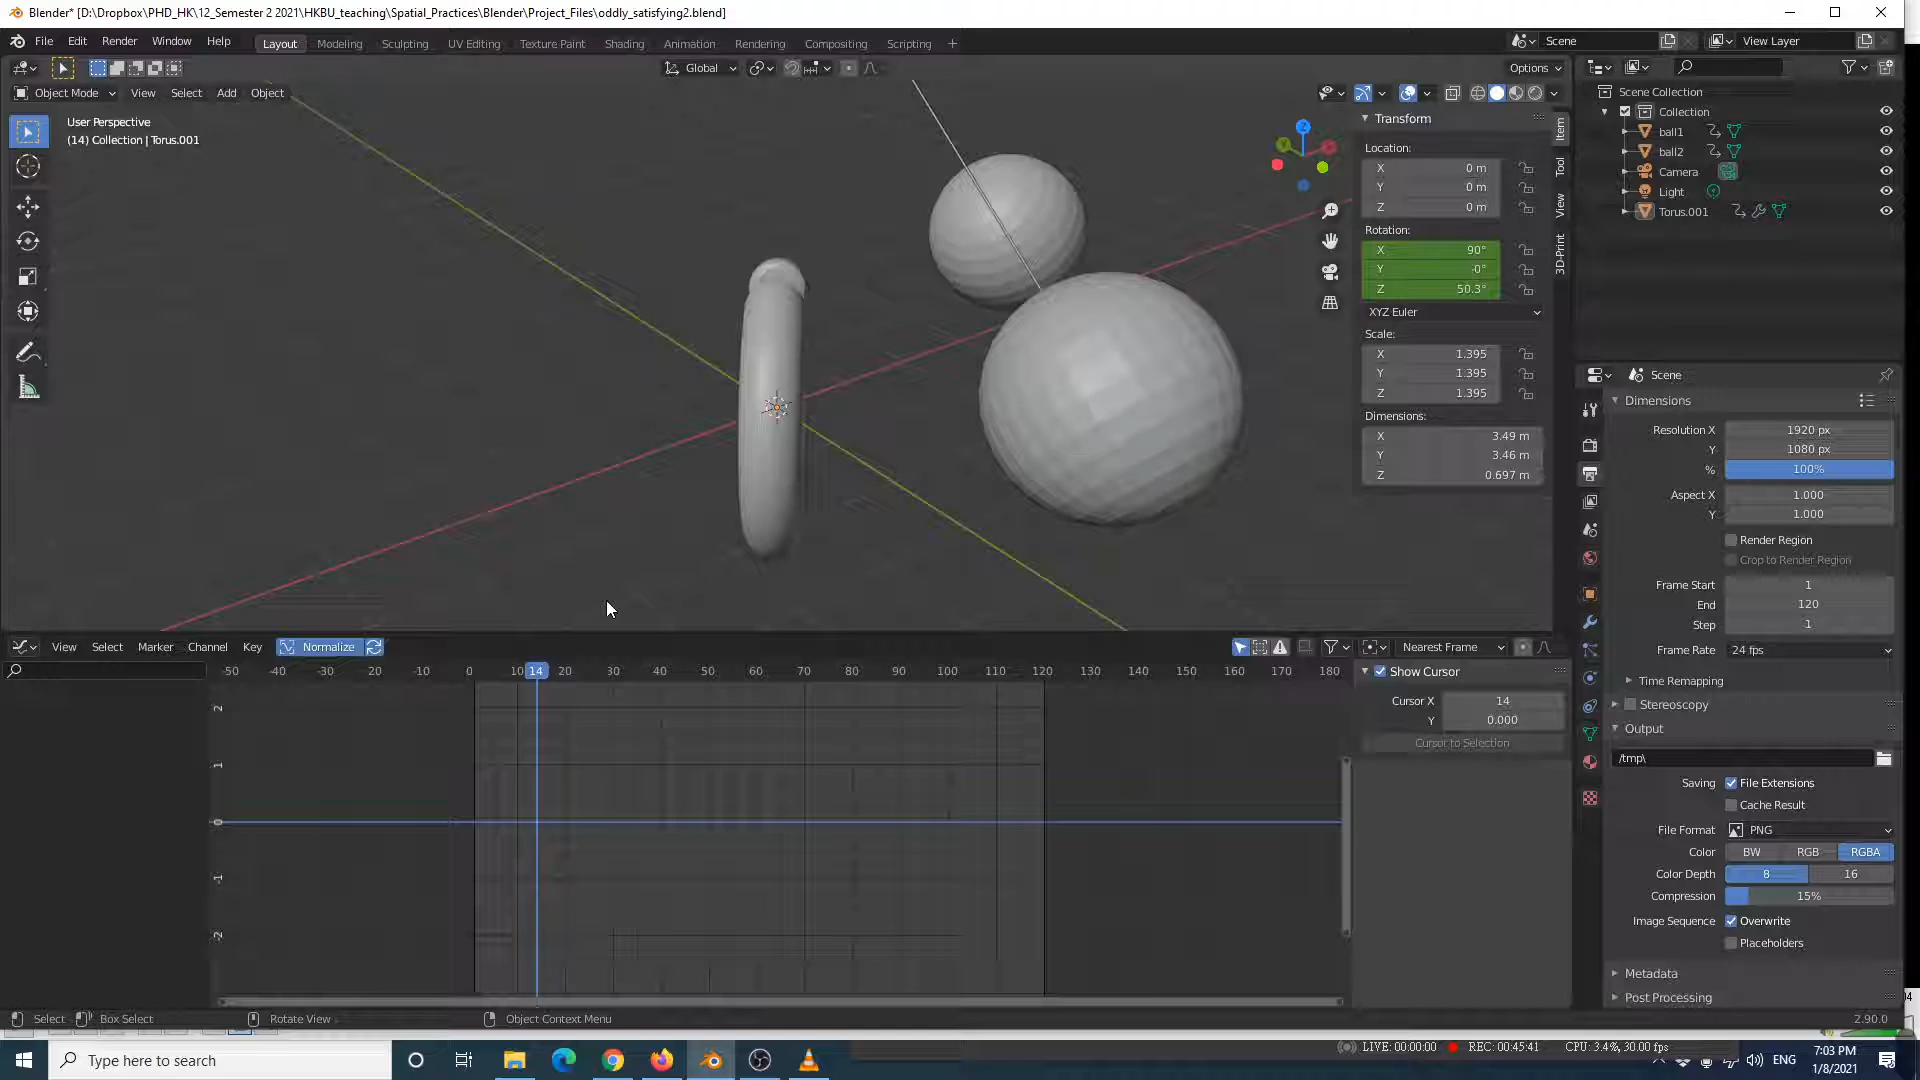 Blender* [D:\Dropbox\PHD_HK\12_Semester 2 2021\HKBU_teaching\Spatial_Practices\Blender\Project_Files\oddly_satisfying2.blend]
File Edit Render Window Help Layout Modeling Sculpting UV Editing Texture Paint Shading Animation Rendering Compositing Scripting + Scene View Layer
Global Options
Object Mode View Select Add Object
User Perspective
(14) Collection | Torus.001
Transform
Location:
X 0 m
Y 0 m
Z 0 m
Rotation:
X 90°
Y -0°
Z 50.3°
XYZ Euler
Scale:
X 1.395
Y 1.395
Z 1.395
Dimensions:
X 3.49 m
Y 3.46 m
Z 0.697 m
Item
Tool
View
3D-Print
Z
Scene Collection
Collection
ball1
ball2
Camera
Light
Torus.001
Scene
Dimensions
Resolution X 1920 px
Y 1080 px
% 100%
Aspect X 1.000
Y 1.000
Render Region
Crop to Render Region
Frame Start 1
End 120
Step 1
Frame Rate 24 fps
Time Remapping
Stereoscopy
Output
/tmp\
Saving File Extensions
Cache Result
File Format PNG
Color BW RGB RGBA
Color Depth 8 16
Compression 15%
Image Sequence Overwrite
Placeholders
Metadata
Post Processing
View Select Marker Channel Key Normalize Nearest Frame
-50 -40 -30 -20 -10 0 10 14 20 30 40 50 60 70 80 90 100 110 120 130 140 150 160 170 180
2
1
0
-1
-2
Show Cursor
Cursor X 14
Y 0.000
Cursor to Selection
Select Box Select Rotate View Object Context Menu 2.90.0
Type here to search
LIVE: 00:00:00 REC: 00:45:41 CPU: 3.4%, 30.00 fps
ENG
7:03 PM
1/8/2021